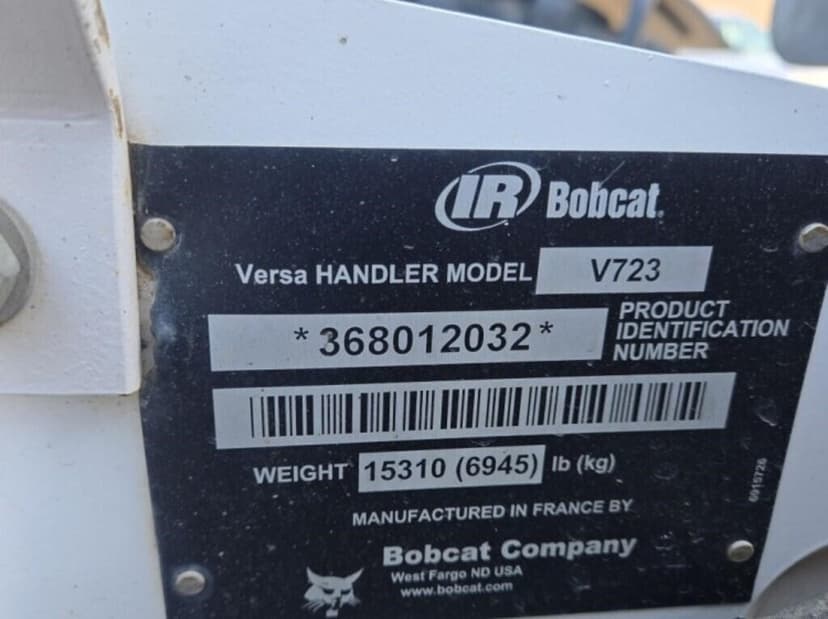 IR Bobcat.
Versa HANDLER MODEL V723
*368012032* PRODUCT IDENTIFICATION NUMBER
WEIGHT 15310 (6945) lb (kg)
6915726
MANUFACTURED IN FRANCE BY
Bobcat Company
West Fargo ND USA
www.bobcat.com